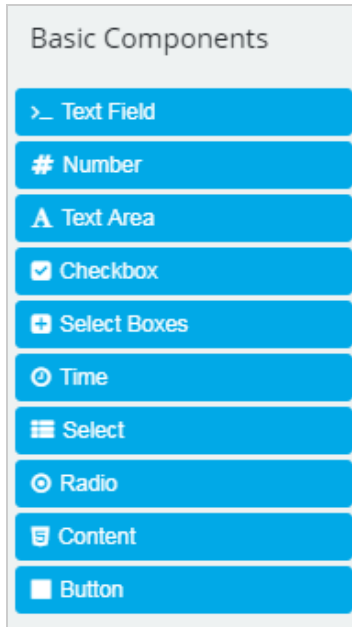 Basic Components
Text Field
Number
Text Area
Checkbox
Select Boxes
Time
Select
Radio
Content
Button